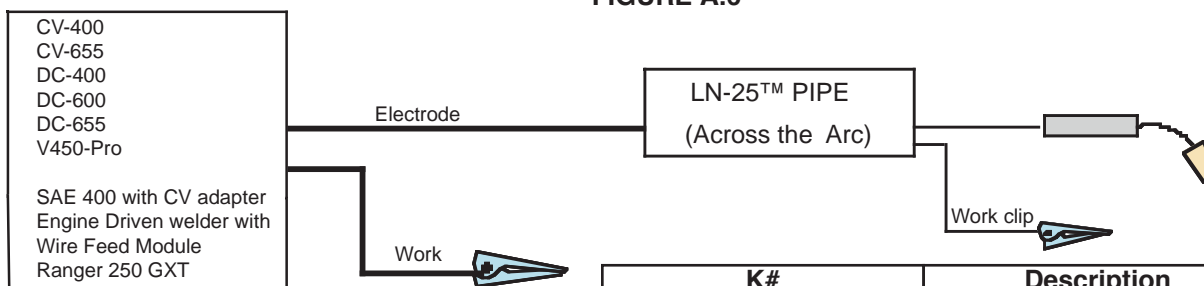 CV-400
CV-655
DC-400
DC-600
DC-655
V450-Pro
SAE 400 with CV adapter
Engine Driven welder with
Wire Feed Module
Ranger 250 GXT
Electrode
Work
LN-25™ PIPE
(Across the Arc)
Work clip
K#
Description